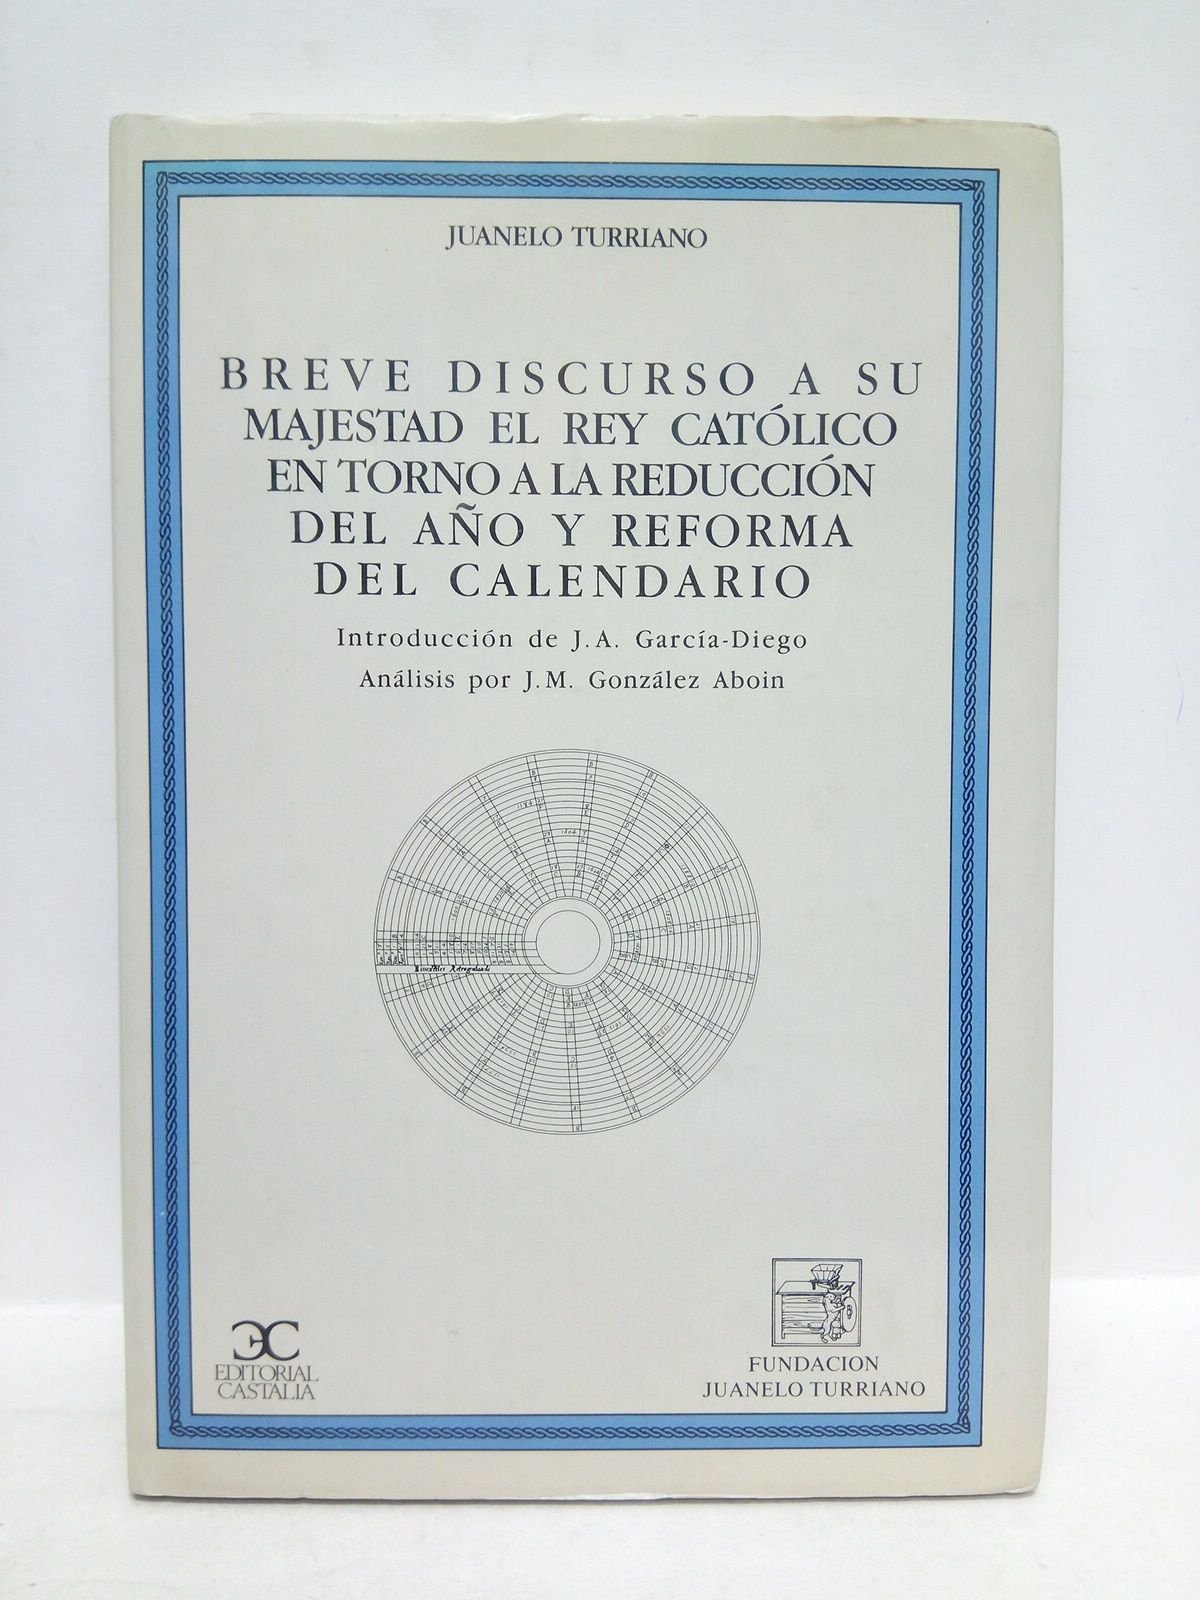 JUANELO TURRIANO
BREVE DISCURSO A SU
MAJESTAD EL REY CATÓLICO
EN TORNO A LA REDUCCIÓN
DEL AÑO Y REFORMA
DEL CALENDARIO
Introducción de J.A. García-Diego
Análisis por J.M. González Aboin
EC
EDITORIAL
CASTALIA
FUNDACION
JUANELO TURRIANO